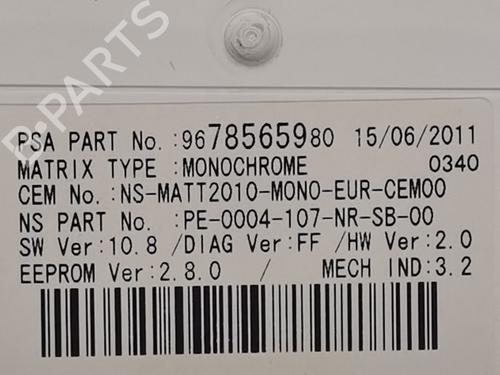 B-PARTS
PSA PART No.:9678565980 15/06/2011
MATRIX TYPE :MONOCHROME 0340
CEM No.:NS-MATT2010-MONO-EUR-CEM00
NS PART No.:PE-0004-107-NR-SB-00
SW Ver:10.8 /DIAG Ver:FF /HW Ver:2.0
EEPROM Ver:2.8.0 / MECH IND:3.2